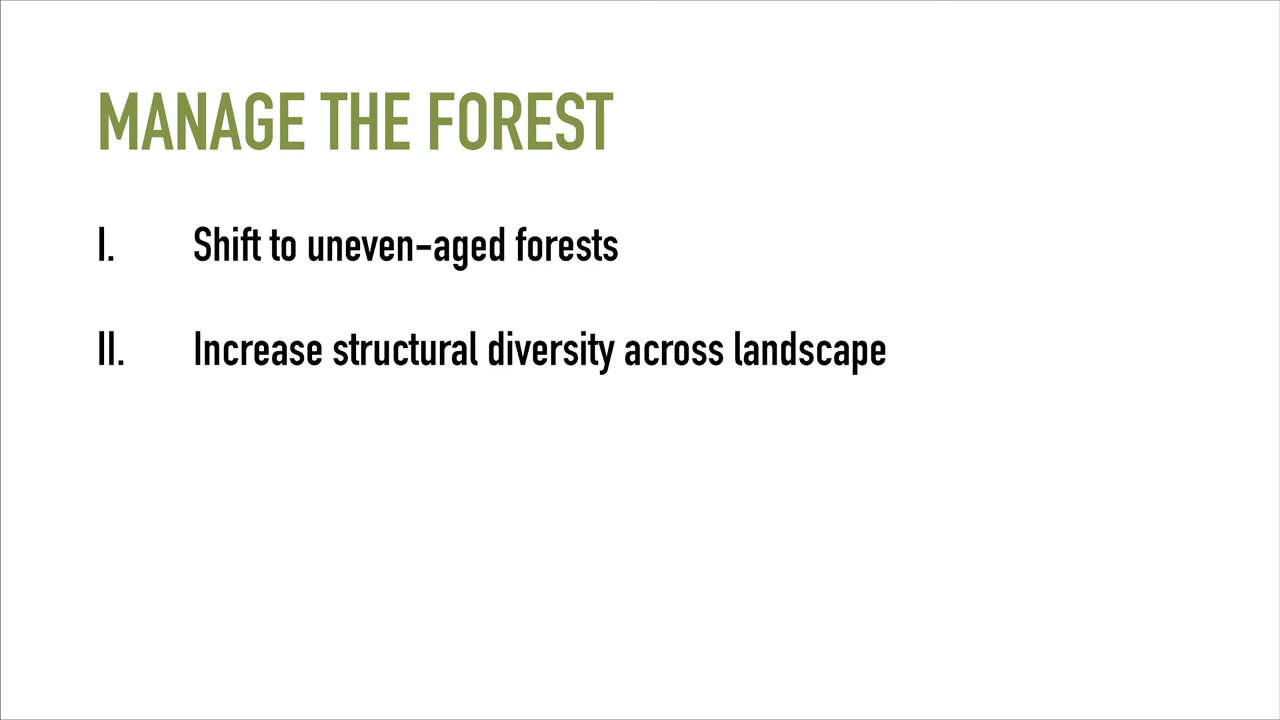 MANAGE THE FOREST
I. Shift to uneven-aged forests
II. Increase structural diversity across landscape